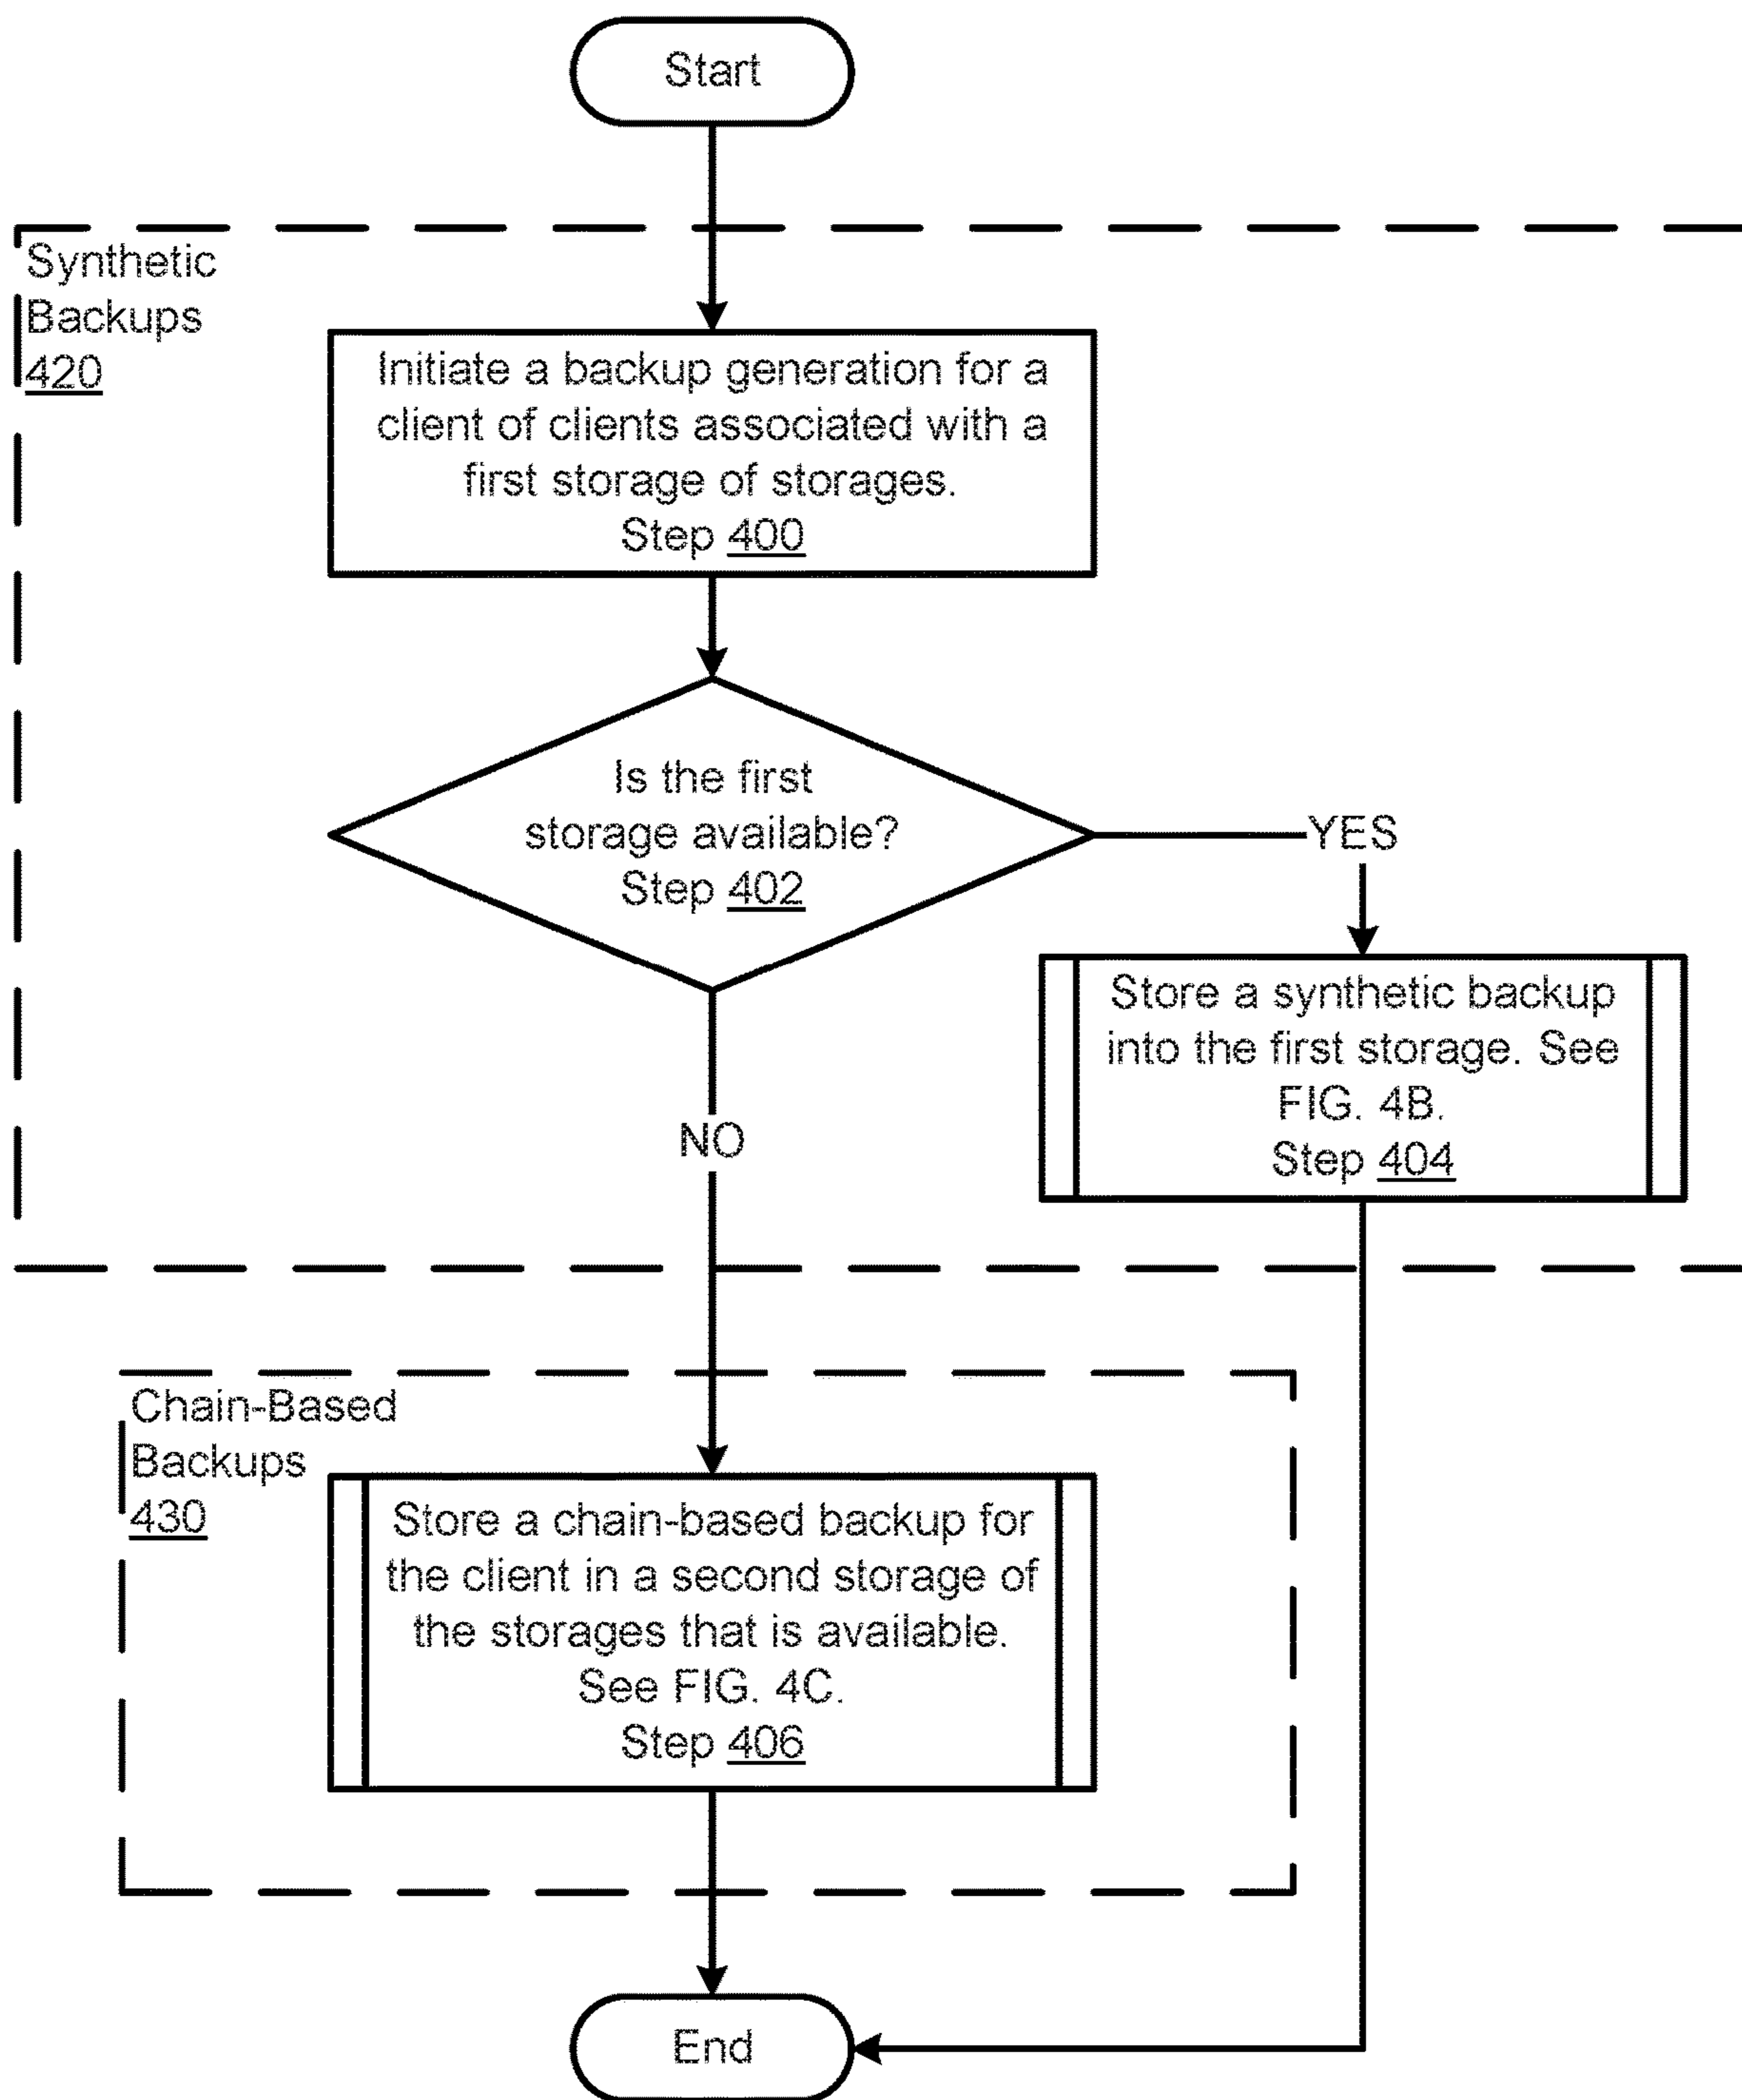 Start
Synthetic
Backups
420
Initiate a backup generation for a
client of clients associated with a
first storage of storages.
Step 400
Is the first
storage available?
Step 402
YES
Store a synthetic backup
into the first storage. See
FIG. 4B.
Step 404
NO
Chain-Based
Backups
430
Store a chain-based backup for
the client in a second storage of
the storages that is available.
See FIG. 4C.
Step 406
End